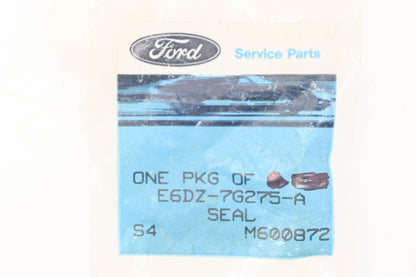 Ford Service Parts
ONE PKG OF
E6DZ-7G275-A
SEAL
S4 M600872